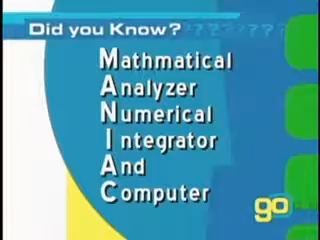 Did you Know?
Mathmatical
Analyzer
Numerical
Integrator
And
Computer
go